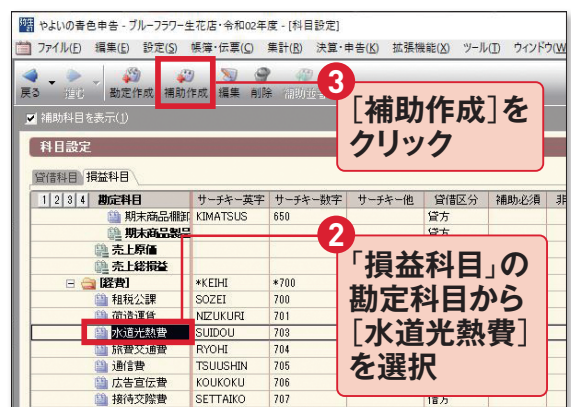 やよいの青色申告 - ブルーフラワー生花店・令和02年度 - [科目設定]
ファイル(F) 編集(E) 設定(S) 帳簿・伝票(C) 集計(B) 決算・申告(K) 拡張機能(X) ツール(T) ウィンドウ(W
戻る 進む 勘定作成 補助作成 編集 削除
3
[補助作成]を
クリック
補助科目を表示(J)
科目設定
貸借科目 損益科目
1 2 3 4 勘定科目 サーチキー英字 サーチキー数字 サーチキー他 貸借区分 補助必須 非
期末商品棚卸 KIMATSUS 650 貸方
期末商品製品 貸方
売上原価
売上総損益
[経費] *KEIHI *700
租税公課 SOZEI 700
荷造運賃 NIZUKURI 701
水道光熱費 SUIDOU 703
旅費交通費 RYOHI 704
通信費 TSUUSHIN 705
広告宣伝費 KOUKOKU 706
接待交際費 SETTAIKO 707 借方
2
「損益科目」の
勘定科目から
[水道光熱費]
を選択